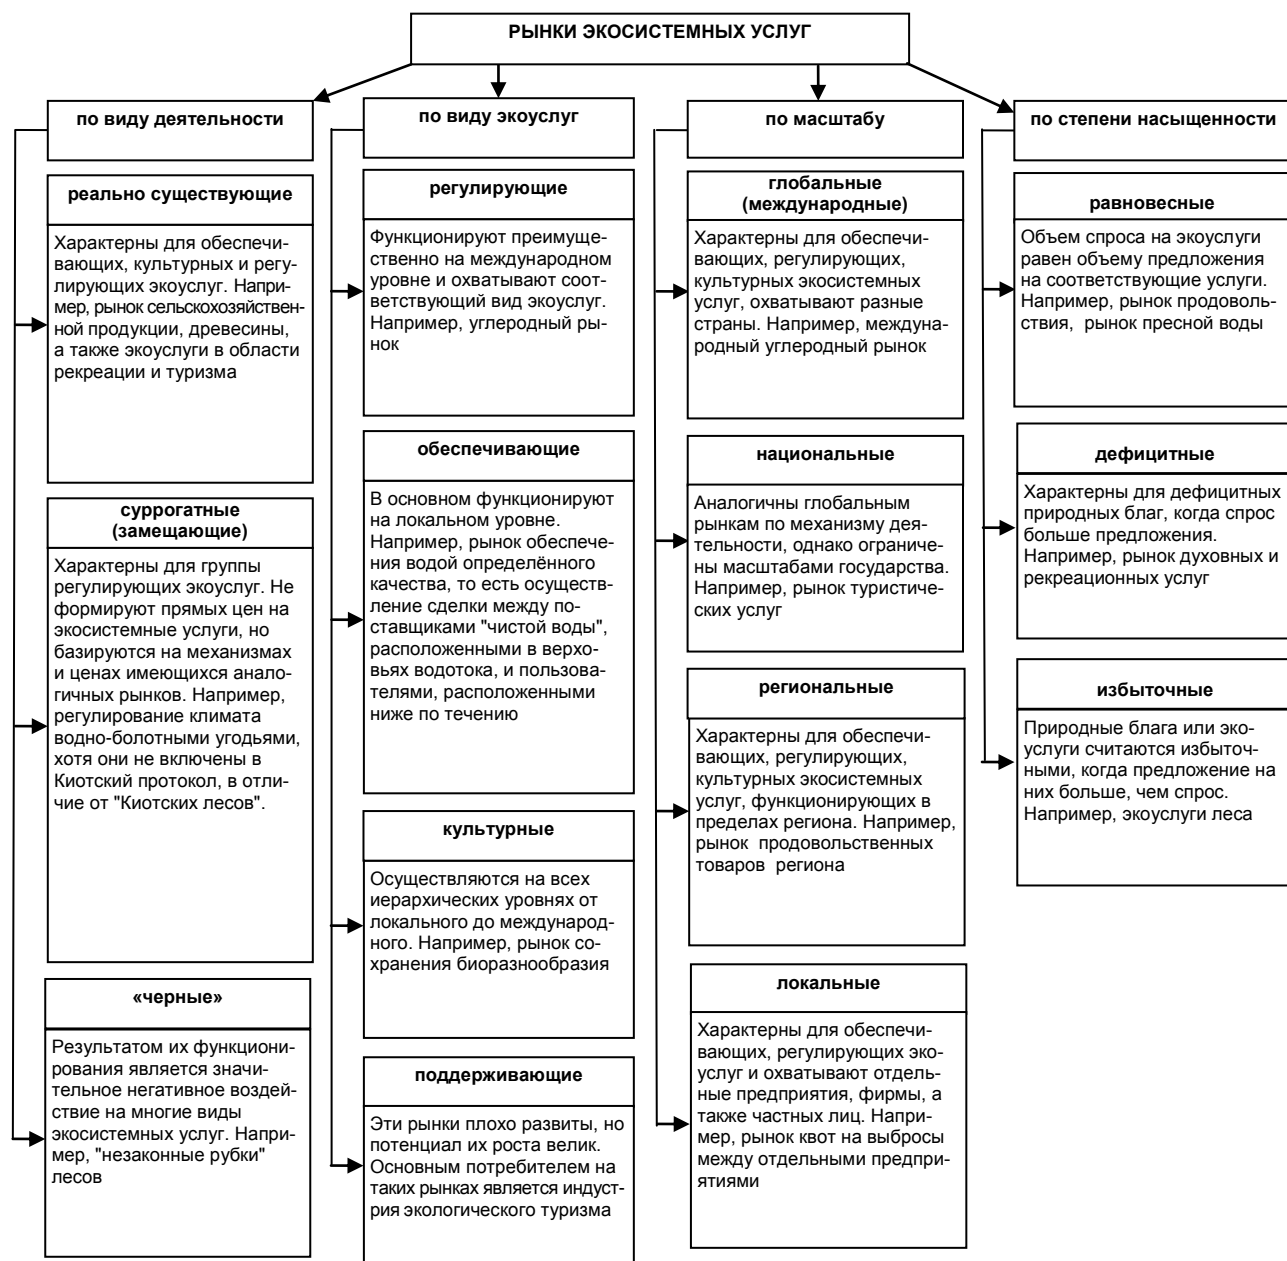 РЫНКИ ЭКОСИСТЕМНЫХ УСЛУГ
по виду деятельности
реально существующие
Характерны для обеспечи-
вающих, культурных и регу-
лирующих экоуслуг. Напри-
мер, рынок сельскохозяйствен-
ной продукции, древесины,
а также экоуслуги в области
рекреации и туризма
суррогатные
(замещающие)
Характерны для группы
регулирующих экоуслуг. Не
формируют прямых цен на
экосистемные услуги, но
базируются на механизмах
и ценах имеющихся анало-
гичных рынков. Например,
регулирование климата
водно-болотными угодьями,
хотя они не включены в
Киотский протокол, в отли-
чие от "Киотских лесов".
«черные»
Результатом их функциони-
рования является значи-
тельное негативное воздей-
ствие на многие виды
экосистемных услуг. Напри-
мер, "незаконные рубки"
лесов
по виду экоуслуг
регулирующие
Функционируют преимуще-
ственно на международном
уровне и охватывают соот-
ветствующий вид экоуслуг.
Например, углеродный ры-
нок
обеспечивающие
В основном функционируют
на локальном уровне.
Например, рынок обеспече-
ния водой определённого
качества, то есть осуществ-
ление сделки между по-
ставщиками "чистой воды",
расположенными в верхо-
вьях водотока, и пользова-
телями, расположенными
ниже по течению
культурные
Осуществляются на всех
иерархических уровнях от
локального до международ-
ного. Например, рынок со-
хранения биоразнообразия
поддерживающие
Эти рынки плохо развиты, но
потенциал их роста велик.
Основным потребителем на
таких рынках является индуст-
рия экологического туризма
по масштабу
глобальные
(международные)
Характерны для обеспечи-
вающих, регулирующих,
культурных экосистемных
услуг, охватывают разные
страны. Например, междуна-
родный углеродный рынок
национальные
Аналогичны глобальным
рынкам по механизму дея-
тельности, однако ограниче-
ны масштабами государства.
Например, рынок туристиче-
ских услуг
региональные
Характерны для обеспечи-
вающих, регулирующих,
культурных экосистемных
услуг, функционирующих в
пределах региона. Например,
рынок продовольственных
товаров региона
локальные
Характерны для обеспечи-
вающих, регулирующих эко-
услуг и охватывают отдель-
ные предприятия, фирмы, а
также частных лиц. Напри-
мер, рынок квот на выбросы
между отдельными предпри-
ятиями
по степени насыщенности
равновесные
Объем спроса на экоуслуги
равен объему предложения
на соответствующие услуги.
Например, рынок продоволь-
ствия, рынок пресной воды
дефицитные
Характерны для дефицитных
природных благ, когда спрос
больше предложения.
Например, рынок духовных и
рекреационных услуг
избыточные
Природные блага или эко-
услуги считаются избыточ-
ными, когда предложение на
них больше, чем спрос.
Например, экоуслуги леса